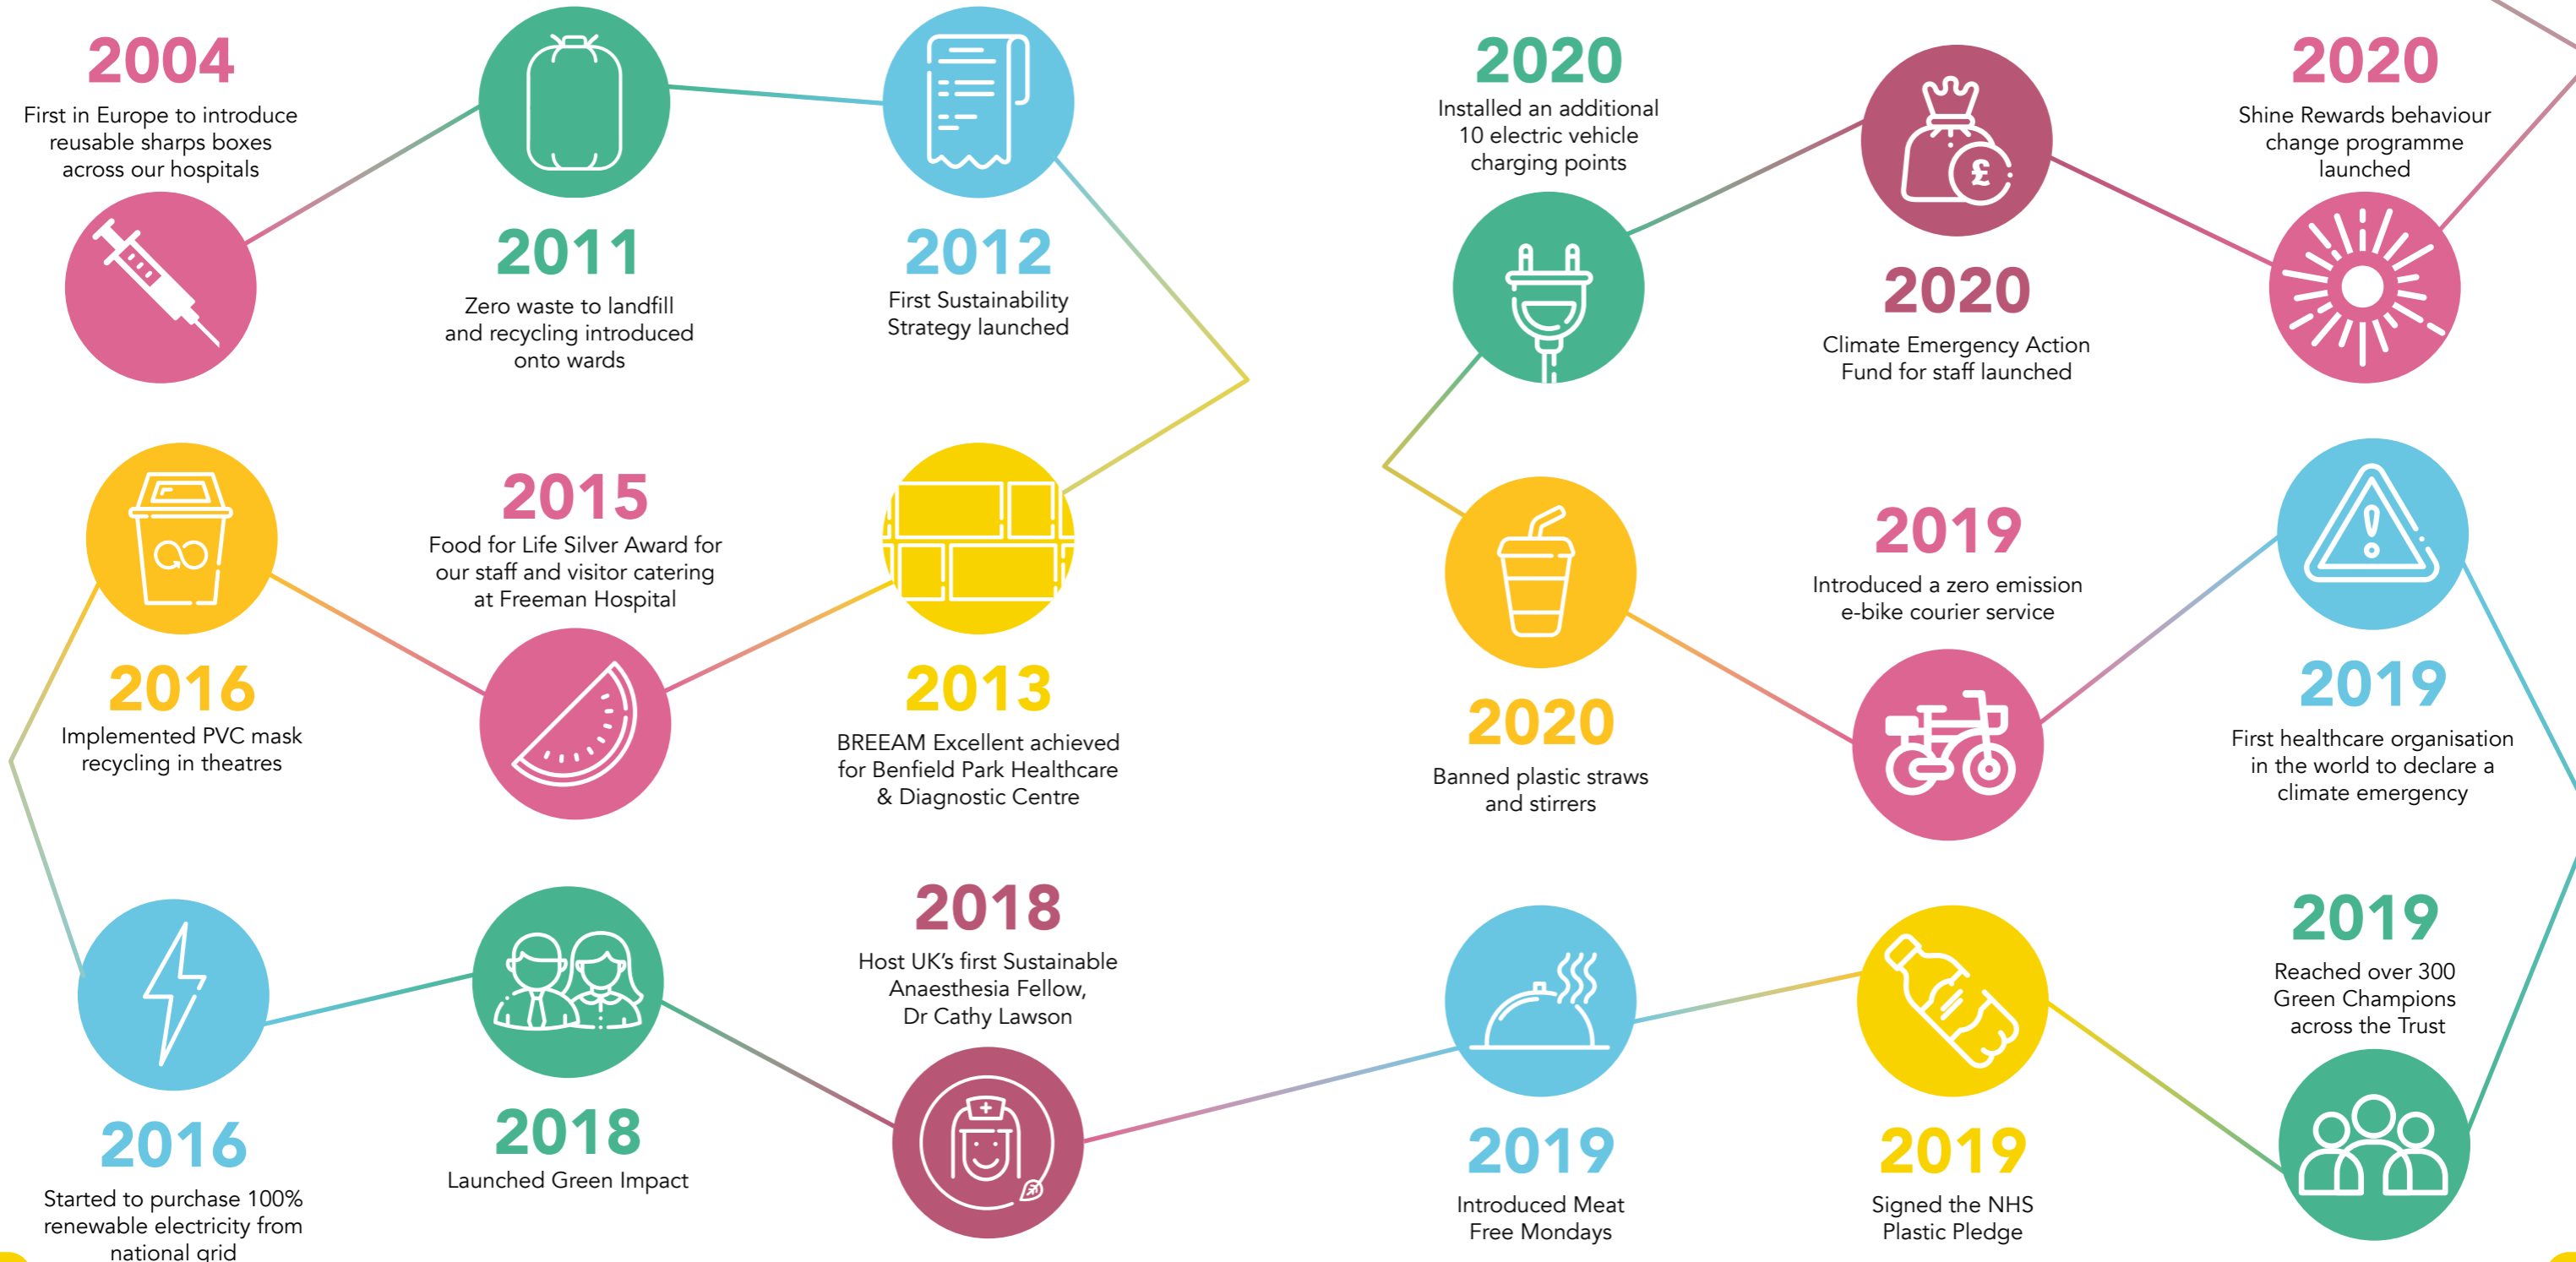 2004
First in Europe to introduce
reusable sharps boxes
across our hospitals
2011
Zero waste to landfill
and recycling introduced
onto wards
2012
First Sustainability
Strategy launched
2013
BREEAM Excellent achieved
for Benfield Park Healthcare
& Diagnostic Centre
2015
Food for Life Silver Award for
our staff and visitor catering
at Freeman Hospital
2016
Implemented PVC mask
recycling in theatres
2016
Started to purchase 100%
renewable electricity from
national grid
2018
Launched Green Impact
2018
Host UK's first Sustainable
Anaesthesia Fellow,
Dr Cathy Lawson
2019
Introduced Meat
Free Mondays
2019
Signed the NHS
Plastic Pledge
2019
Reached over 300
Green Champions
across the Trust
2019
First healthcare organisation
in the world to declare a
climate emergency
2019
Introduced a zero emission
e-bike courier service
2020
Banned plastic straws
and stirrers
2020
Installed an additional
10 electric vehicle
charging points
£
2020
Climate Emergency Action
Fund for staff launched
2020
Shine Rewards behaviour
change programme
launched